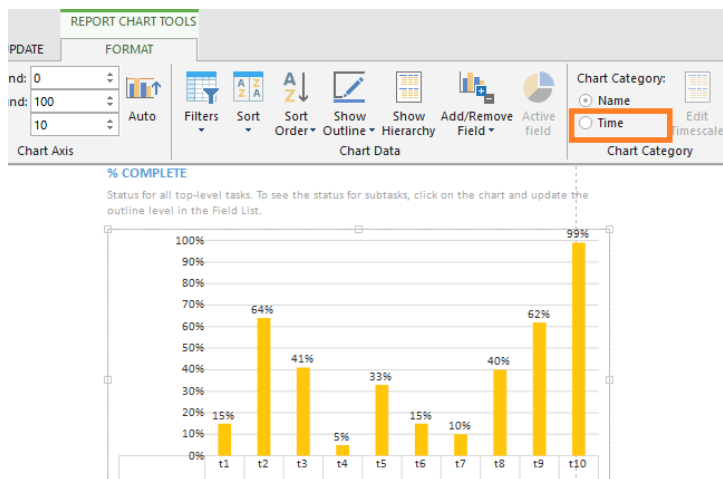 REPORT CHART TOOLS
PDATE FORMAT
nd: 0
und: 100
10
Auto
Chart Axis
Filters
Sort
Sort Order
Show Outline
Show Hierarchy
Add/Remove Field
Active field
Chart Data
Chart Category:
Name
Time
Edit
Timescale
Chart Category
% COMPLETE
Status for all top-level tasks. To see the status for subtasks, click on the chart and update the
outline level in the Field List.
100%
90%
80%
70%
60%
50%
40%
30%
20%
10%
0%
15%
64%
41%
5%
33%
15%
10%
40%
62%
99%
t1 t2 t3 t4 t5 t6 t7 t8 t9 t10